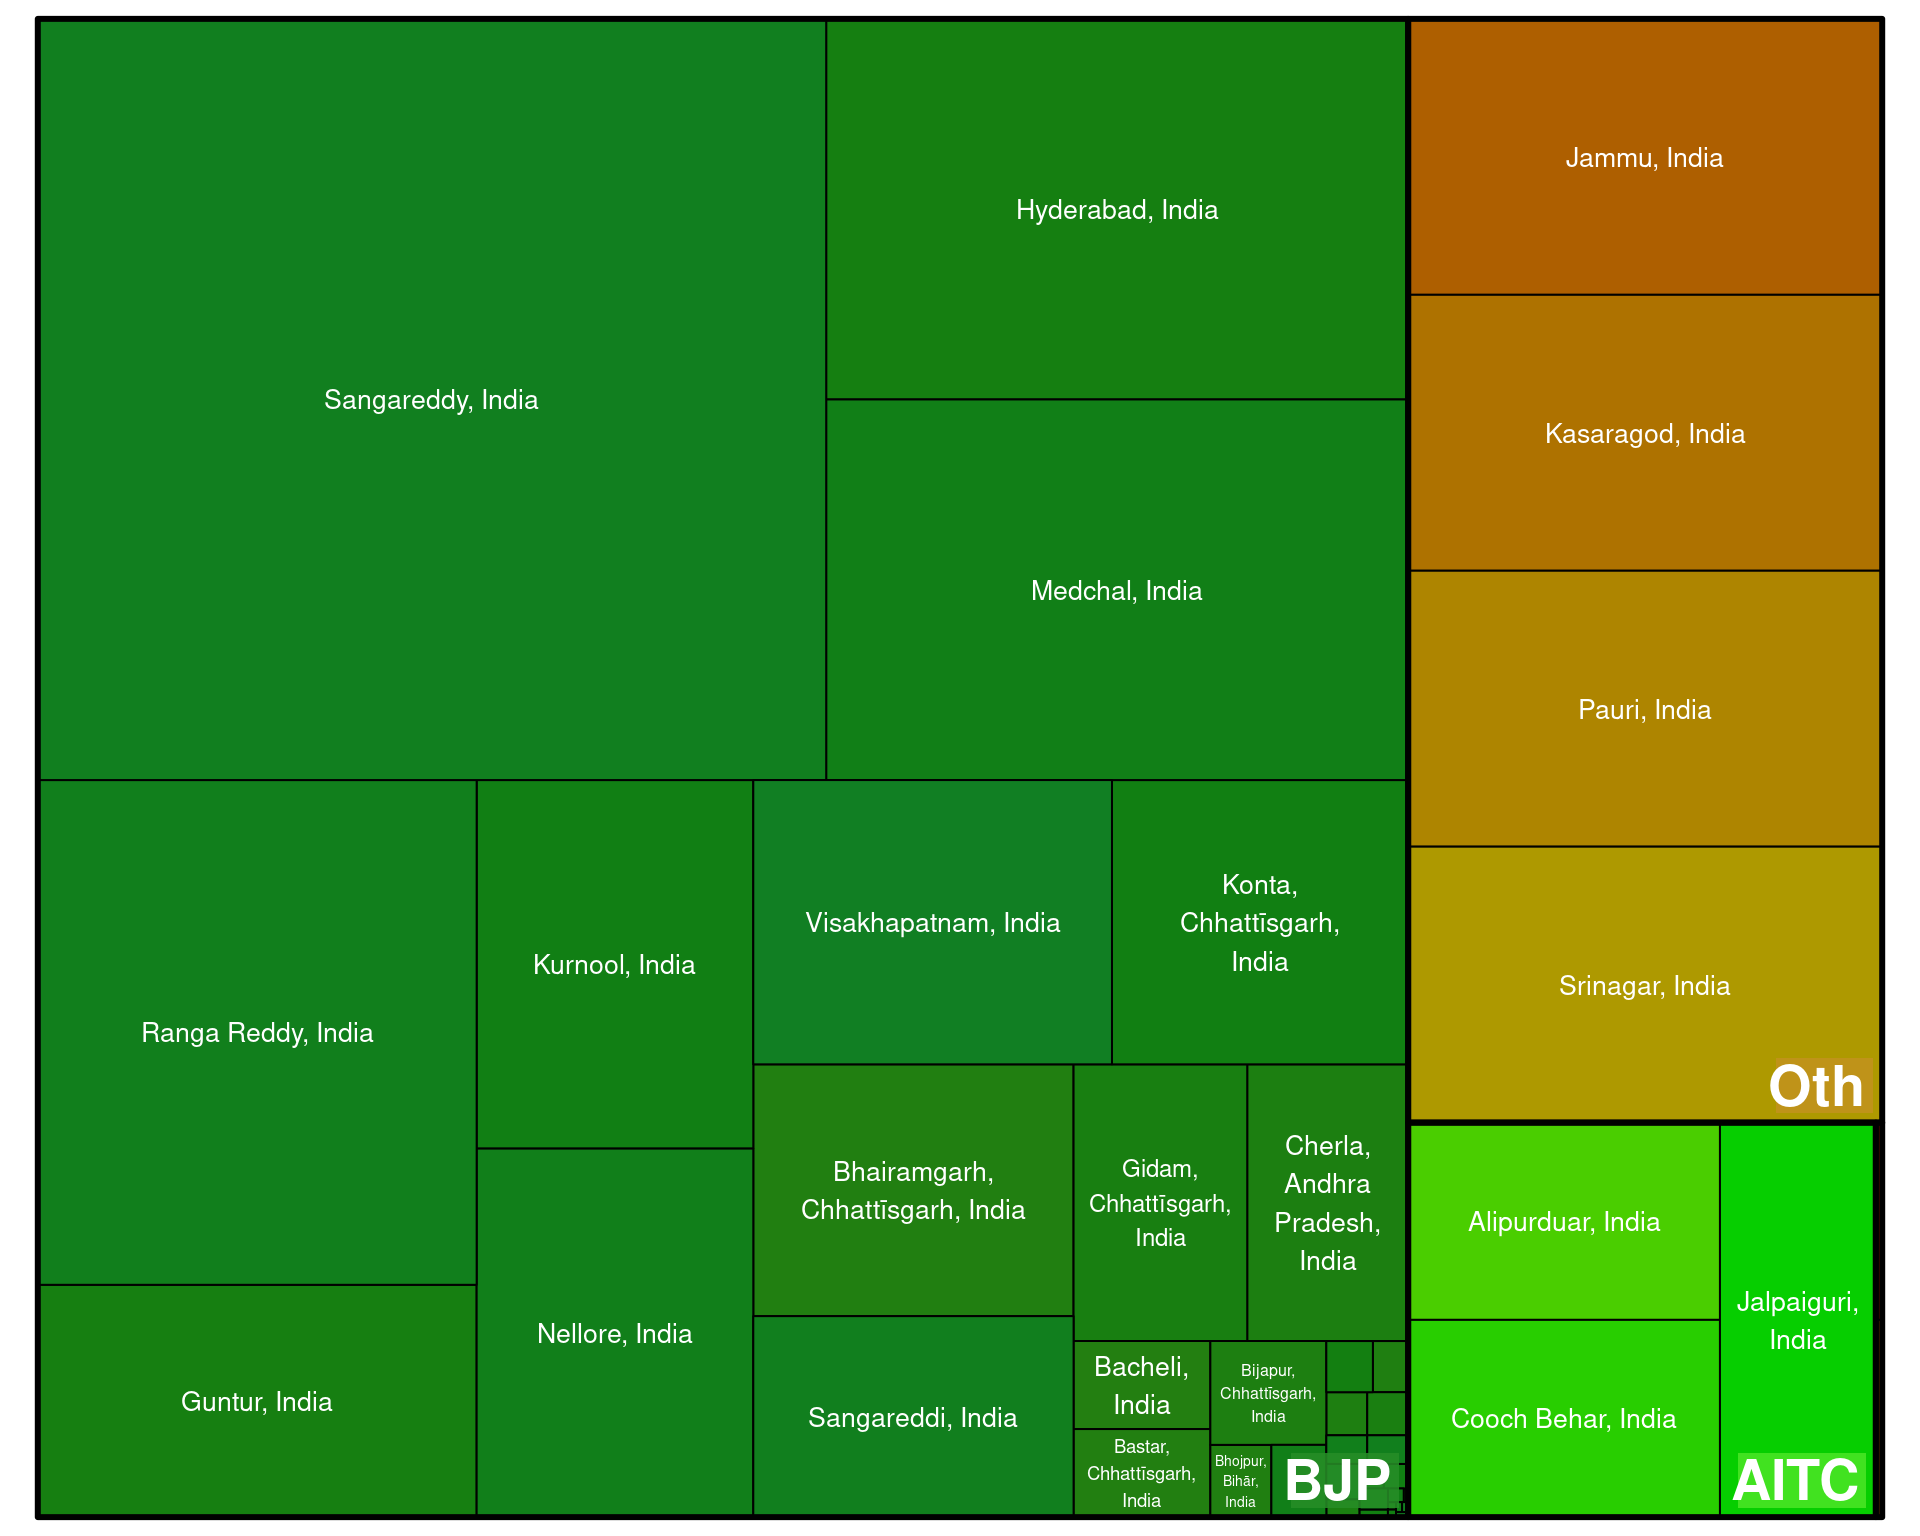 Sangareddy, India
Hyderabad, India
Medchal, India
Ranga Reddy, India
Guntur, India
Kurnool, India
Nellore, India
Visakhapatnam, India
Konta,
Chhattīsgarh,
India
Bhairamgarh,
Chhattīsgarh, India
Sangareddi, India
Gidam,
Chhattīsgarh,
India
Cherla,
Andhra
Pradesh,
India
Bacheli,
India
Bastar,
Chhattīsgarh,
India
Bijapur,
Chhattīsgarh,
India
Bhojpur,
Bihār,
India
BJP
Jammu, India
Kasaragod, India
Pauri, India
Srinagar, India
Oth
Alipurduar, India
Cooch Behar, India
Jalpaiguri,
India
AITC